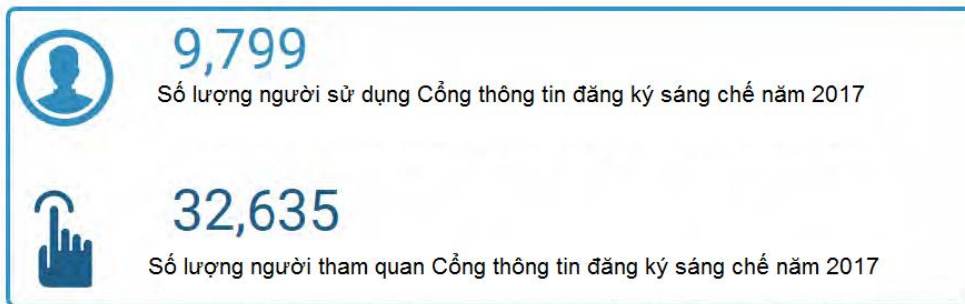 9,799
Số lượng người sử dụng Cổng thông tin đăng ký sáng chế năm 2017
32,635
Số lượng người tham quan Cổng thông tin đăng ký sáng chế năm 2017